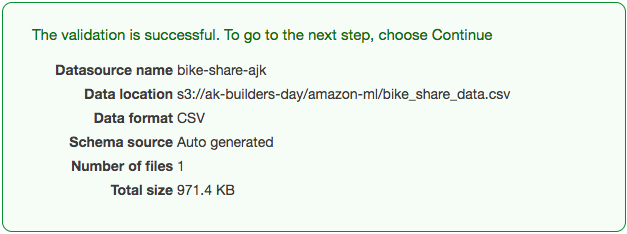 The validation is successful. To go to the next step, choose Continue
Datasource name bike-share-ajk
Data location s3://ak-builders-day/amazon-ml/bike_share_data.csv
Data format CSV
Schema source Auto generated
Number of files 1
Total size 971.4 KB